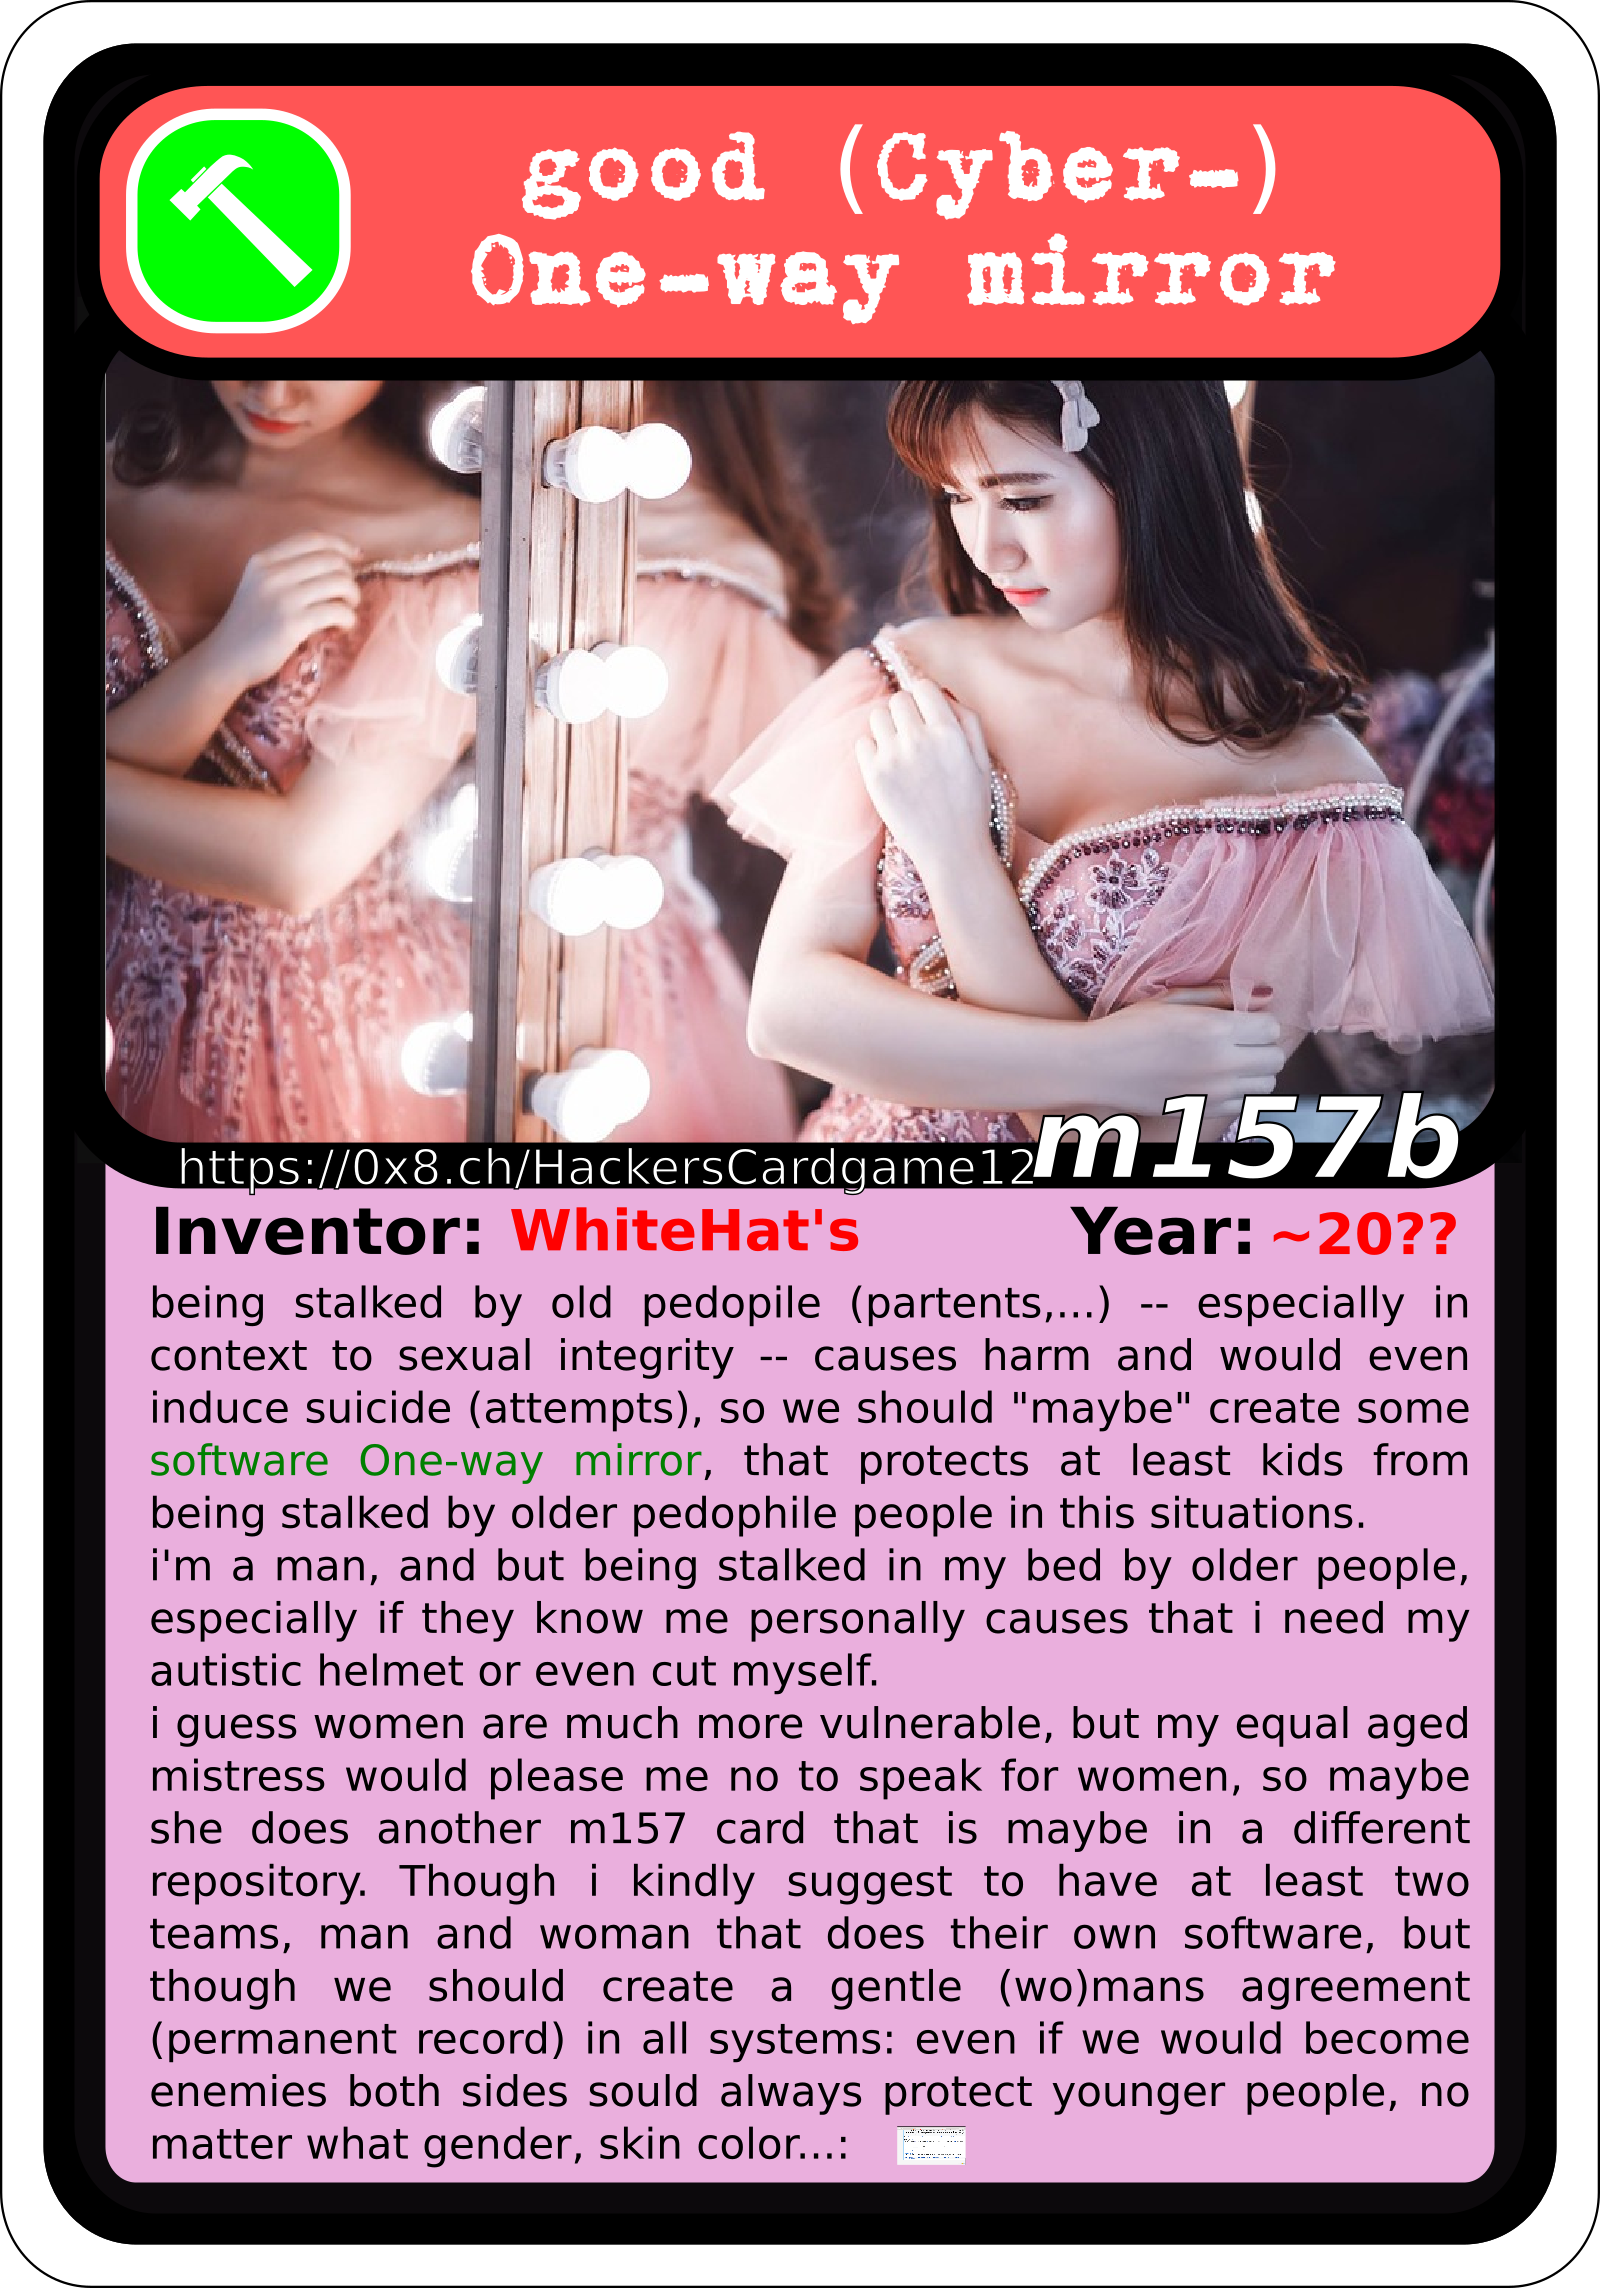 good (Cyber-)
One-way mirror
https://0x8.ch/HackersCardgame12
m157b
Inventor: WhiteHat's Year: ~20??
being stalked by old pedopile (partents,...) -- especially in
context to sexual integrity -- causes harm and would even
induce suicide (attempts), so we should "maybe" create some
software One-way mirror, that protects at least kids from
being stalked by older pedophile people in this situations.
i'm a man, and but being stalked in my bed by older people,
especially if they know me personally causes that i need my
autistic helmet or even cut myself.
i guess women are much more vulnerable, but my equal aged
mistress would please me no to speak for women, so maybe
she does another m157 card that is maybe in a different
repository. Though i kindly suggest to have at least two
teams, man and woman that does their own software, but
though we should create a gentle (wo)mans agreement
(permanent record) in all systems: even if we would become
enemies both sides sould always protect younger people, no
matter what gender, skin color...: